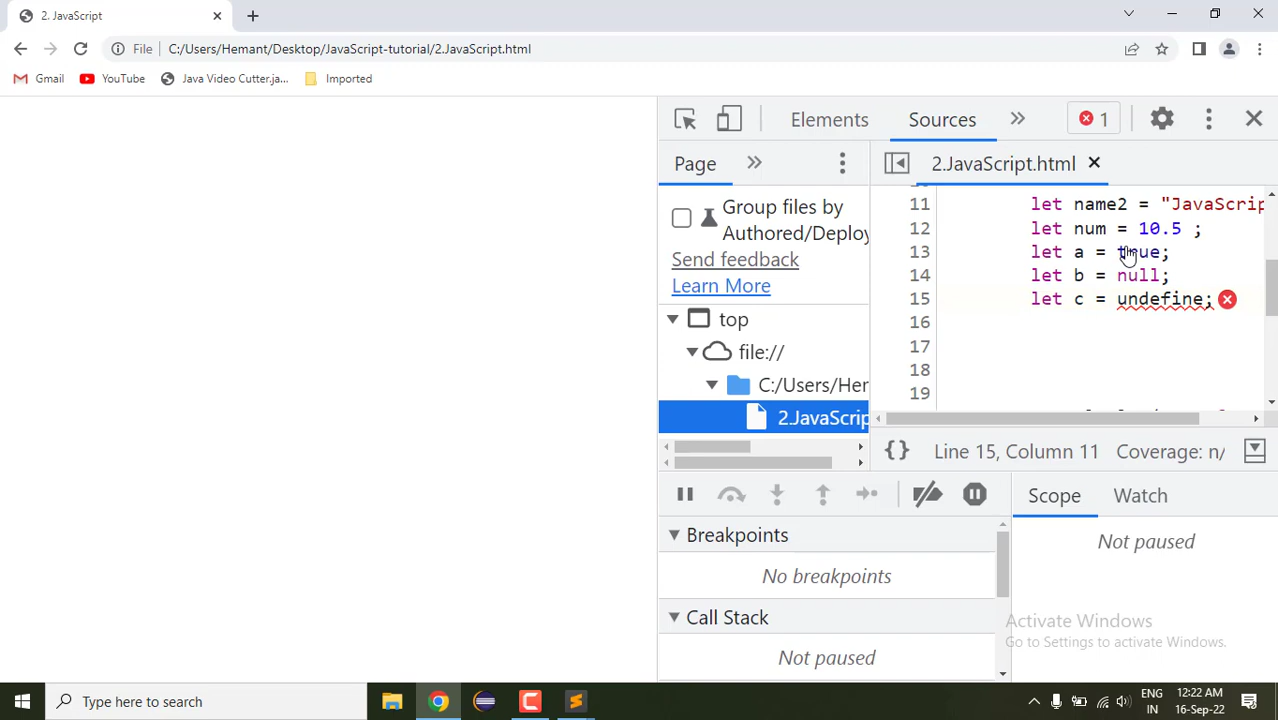 2. JavaScript
File C:/Users/Hemant/Desktop/JavaScript-tutorial/2.JavaScript.html
Gmail YouTube Java Video Cutter.ja... Imported
Elements Sources 1
Page 2.JavaScript.html
Group files by
Authored/Deploy
Send feedback
Learn More
top
file://
C:/Users/Her
2.JavaScrip
11 let name2 = "JavaScrip
12 let num = 10.5 ;
13 let a = true;
14 let b = null;
15 let c = undefine;
16
17
18
19
{} Line 15, Column 11 Coverage: n/
Scope Watch
Not paused
Breakpoints
No breakpoints
Call Stack
Not paused
Activate Windows
Go to Settings to activate Windows.
Type here to search
ENG
IN
12:22 AM
16-Sep-22